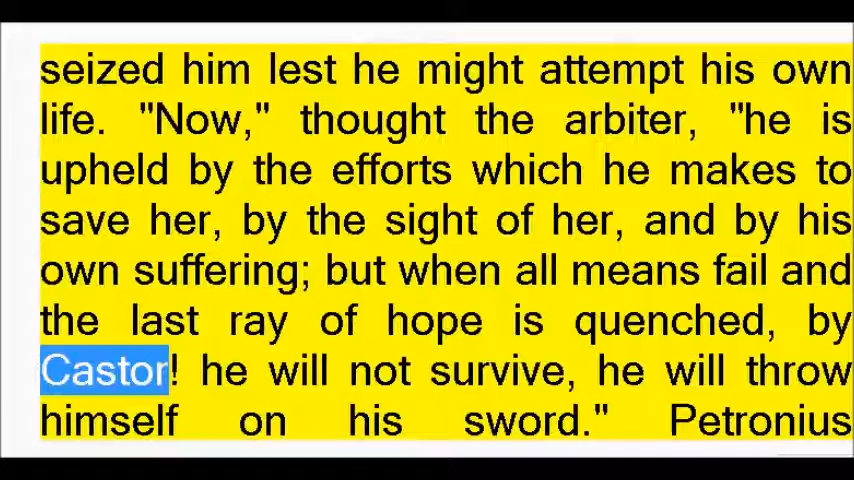 seized him lest he might attempt his own
life. "Now," thought the arbiter, "he is
upheld by the efforts which he makes to
save her, by the sight of her, and by his
own suffering; but when all means fail and
the last ray of hope is quenched, by
Castor! he will not survive, he will throw
himself on his sword." Petronius